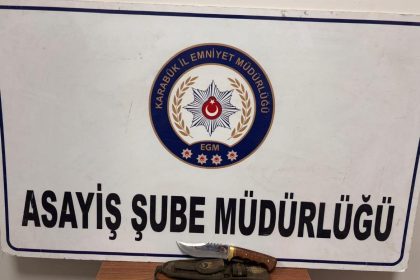 KARABÜK İL EMNİYET MÜDÜRLÜĞÜ
EGM
ASAYİŞ ŞUBE MÜDÜRLÜĞÜ